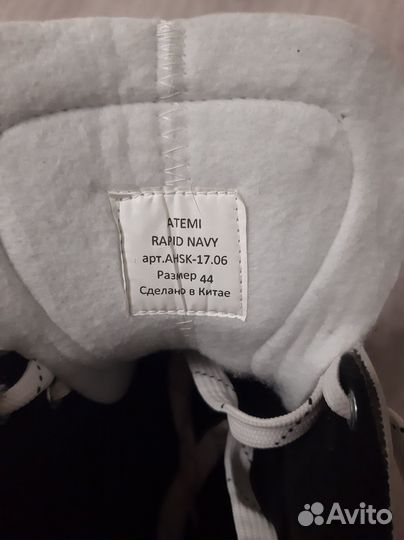 ATEMI
RAPID NAVY
арт.AHSK-17.06
Размер 44
Сделано в Китае
Avito